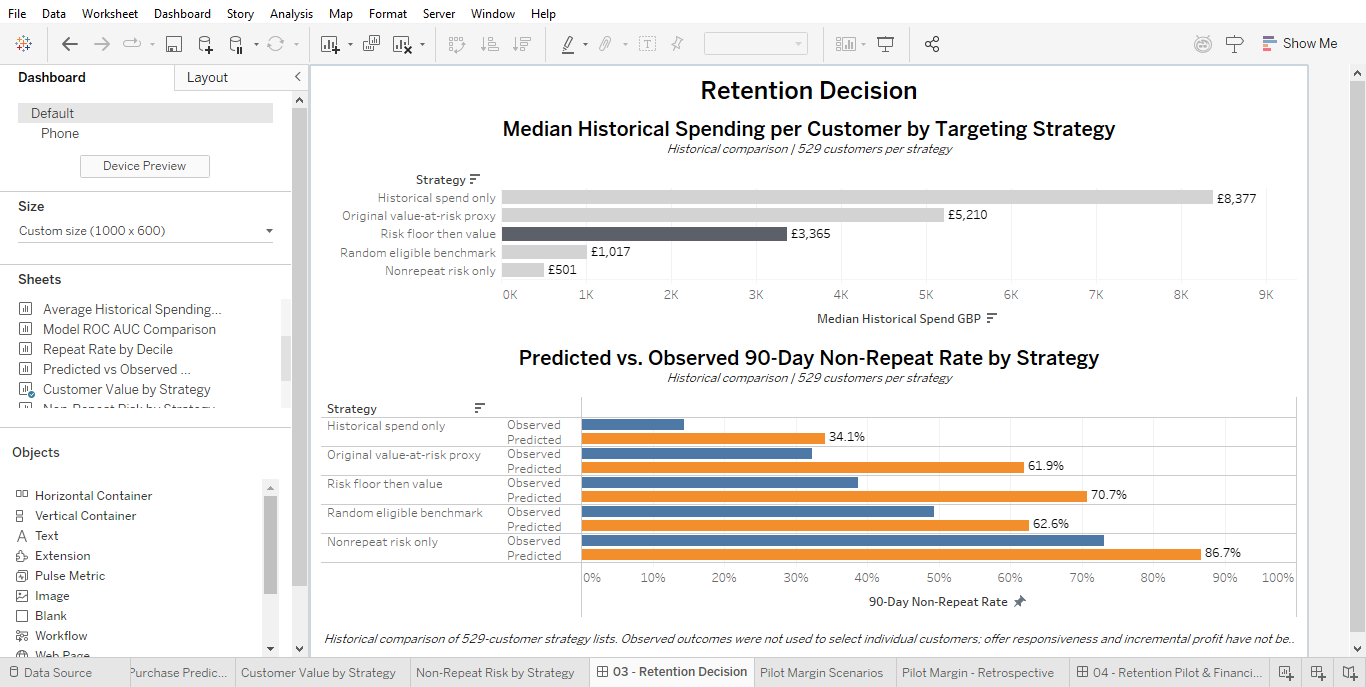 File Data Worksheet Dashboard Story Analysis Map Format Server Window Help
Show Me
Dashboard Layout
Default
Phone
Device Preview
Size
Custom size (1000 x 600)
Sheets
Average Historical Spending...
Model ROC AUC Comparison
Repeat Rate by Decile
Predicted vs Observed ...
Customer Value by Strategy
Non-Repeat Risk by Strategy
Objects
Horizontal Container
Vertical Container
Text
Extension
Pulse Metric
Image
Blank
Workflow
Web Page
Retention Decision
Median Historical Spending per Customer by Targeting Strategy
Historical comparison | 529 customers per strategy
Strategy
Historical spend only £8,377
Original value-at-risk proxy £5,210
Risk floor then value £3,365
Random eligible benchmark £1,017
Nonrepeat risk only £501
0K 1K 2K 3K 4K 5K 6K 7K 8K 9K
Median Historical Spend GBP
Predicted vs. Observed 90-Day Non-Repeat Rate by Strategy
Historical comparison | 529 customers per strategy
Strategy
Historical spend only Observed
Predicted 34.1%
Original value-at-risk proxy Observed
Predicted 61.9%
Risk floor then value Observed
Predicted 70.7%
Random eligible benchmark Observed
Predicted 62.6%
Nonrepeat risk only Observed
Predicted 86.7%
0% 10% 20% 30% 40% 50% 60% 70% 80% 90% 100%
90-Day Non-Repeat Rate
Historical comparison of 529-customer strategy lists. Observed outcomes were not used to select individual customers; offer responsiveness and incremental profit have not be..
Data Source Purchase Predic... Customer Value by Strategy Non-Repeat Risk by Strategy 03 - Retention Decision Pilot Margin Scenarios Pilot Margin - Retrospective 04 - Retention Pilot & Financi...